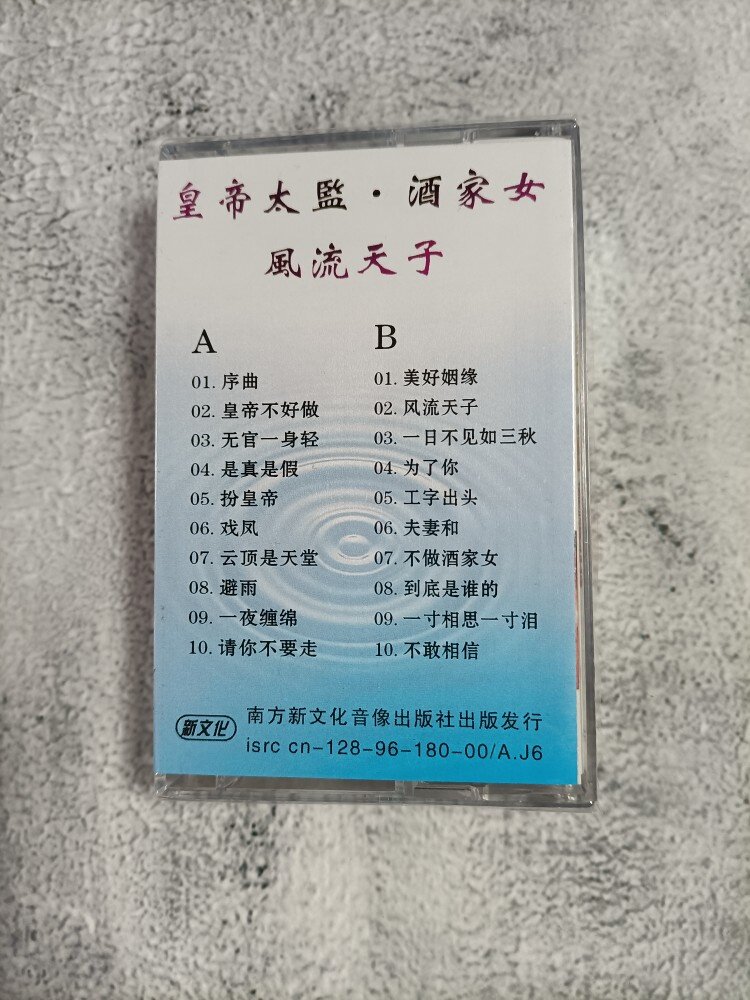 皇帝太監·酒家女
風流天子
A
01. 序曲
02. 皇帝不好做
03. 无官一身轻
04. 是真是假
05. 扮皇帝
06. 戏凤
07. 云顶是天堂
08. 避雨
09. 一夜缠绵
10. 请你不要走
B
01. 美好姻缘
02. 风流天子
03. 一日不见如三秋
04. 为了你
05. 工字出头
06. 夫妻和
07. 不做酒家女
08. 到底是谁的
09. 一寸相思一寸泪
10. 不敢相信
新文化
南方新文化音像出版社出版发行
isrc cn-128-96-180-00/A.J6